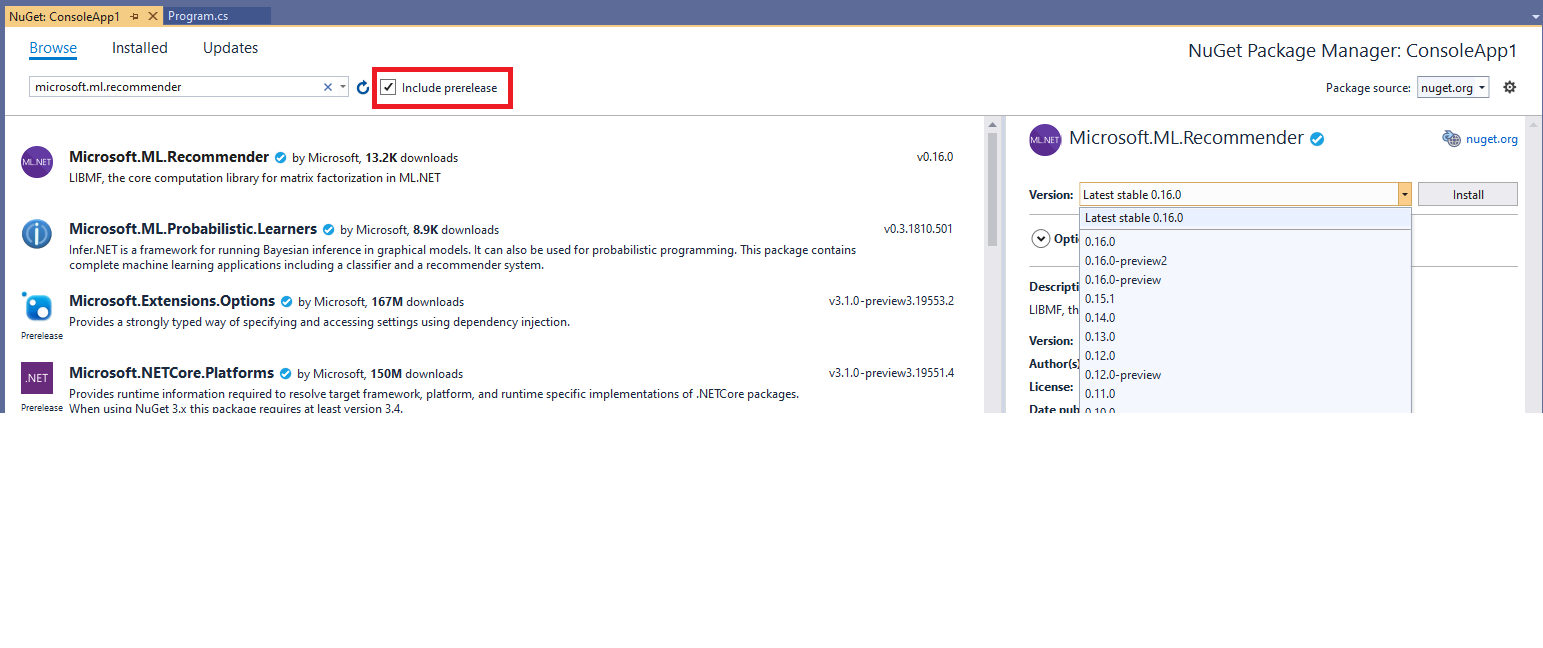 NuGet: ConsoleApp1
Program.cs
Browse Installed Updates
NuGet Package Manager: ConsoleApp1
microsoft.ml.recommender
Include prerelease
Package source: nuget.org
ML.NET
Microsoft.ML.Recommender by Microsoft, 13.2K downloads
v0.16.0
LIBMF, the core computation library for matrix factorization in ML.NET
Microsoft.ML.Probabilistic.Learners by Microsoft, 8.9K downloads
v0.3.1810.501
Infer.NET is a framework for running Bayesian inference in graphical models. It can also be used for probabilistic programming. This package contains
complete machine learning applications including a classifier and a recommender system.
Microsoft.Extensions.Options by Microsoft, 167M downloads
v3.1.0-preview3.19553.2
Provides a strongly typed way of specifying and accessing settings using dependency injection.
Prerelease
.NET
Microsoft.NETCore.Platforms by Microsoft, 150M downloads
v3.1.0-preview3.19551.4
Provides runtime information required to resolve target framework, platform, and runtime specific implementations of .NETCore packages.
Prerelease
When using NuGet 3.x this package requires at least version 3.4.
ML.NET
Microsoft.ML.Recommender
nuget.org
Version: Latest stable 0.16.0
Install
Latest stable 0.16.0
0.16.0
0.16.0-preview2
0.16.0-preview
0.15.1
0.14.0
0.13.0
0.12.0
0.12.0-preview
0.11.0
0.10.0
Opti
Descripti
LIBMF, th
Version:
Author(s)
License:
Date pub